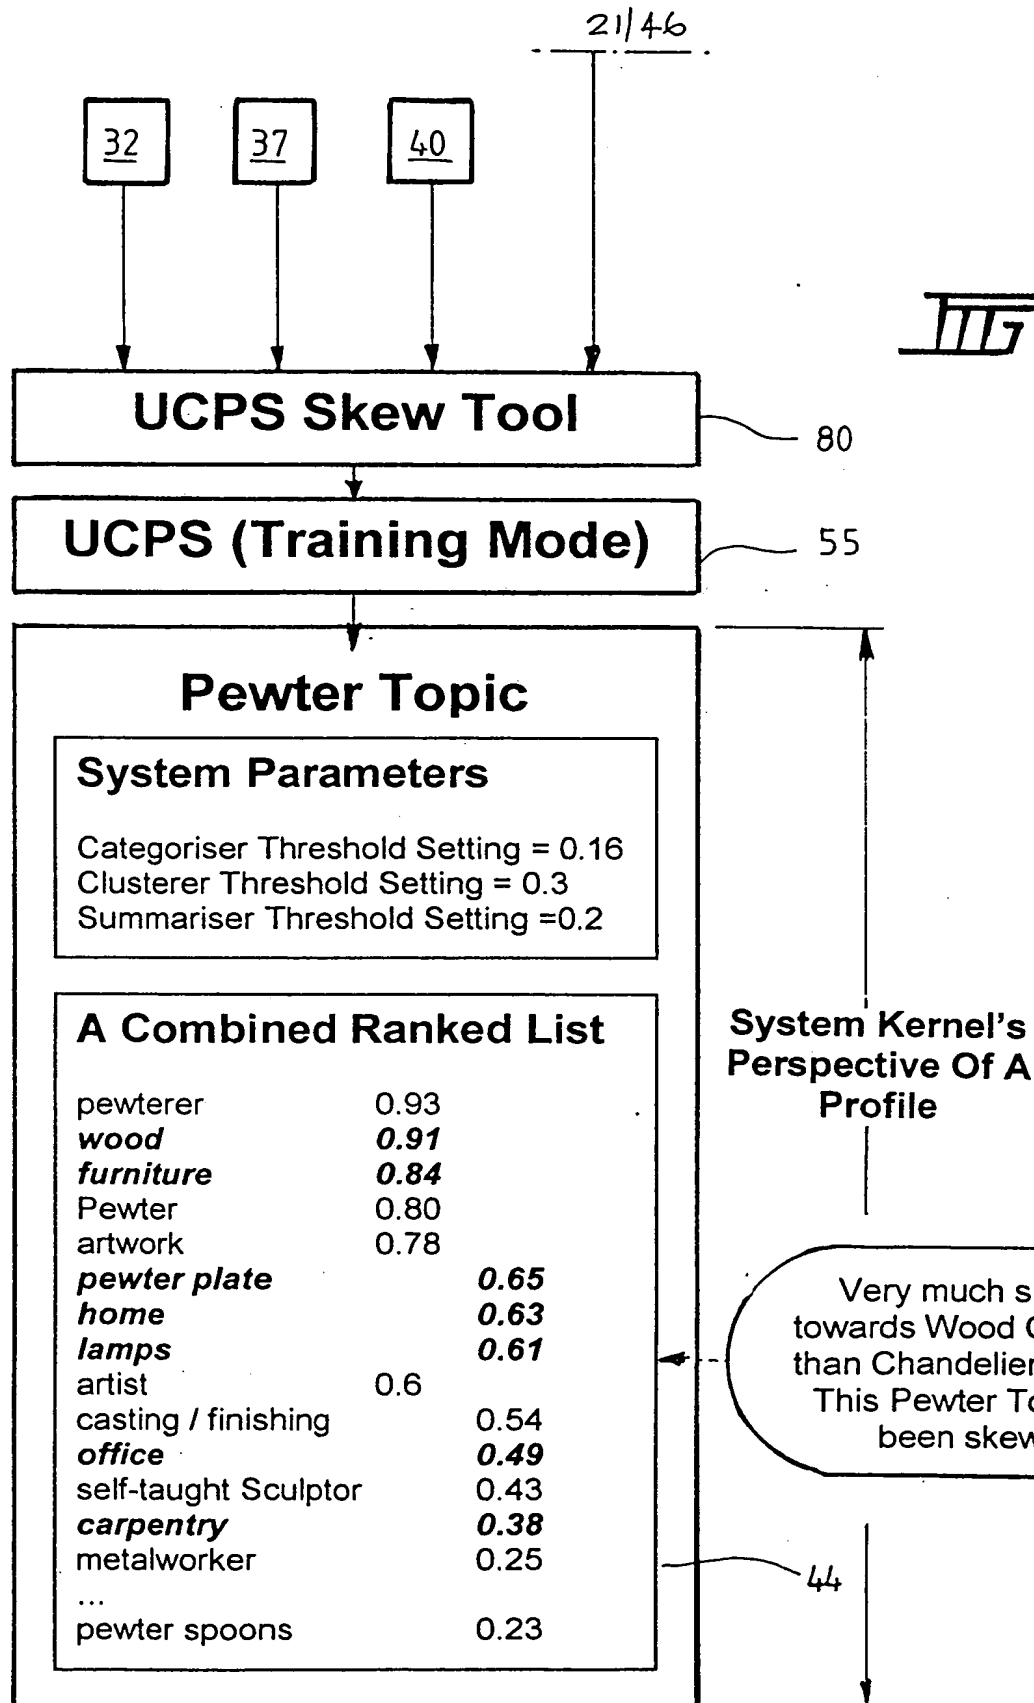 21/46
32 37 40
FIG
UCPS Skew Tool
80
UCPS (Training Mode)
55
Pewter Topic
System Parameters
Categoriser Threshold Setting = 0.16
Clusterer Threshold Setting = 0.3
Summariser Threshold Setting =0.2
A Combined Ranked List
pewterer 0.93
wood 0.91
furniture 0.84
Pewter 0.80
artwork 0.78
pewter plate 0.65
home 0.63
lamps 0.61
artist 0.6
casting / finishing 0.54
office 0.49
self-taught Sculptor 0.43
carpentry 0.38
metalworker 0.25
...
pewter spoons 0.23
System Kernel's
Perspective Of A
Profile
Very much s
towards Wood
than Chandelier
This Pewter To
been skew
44